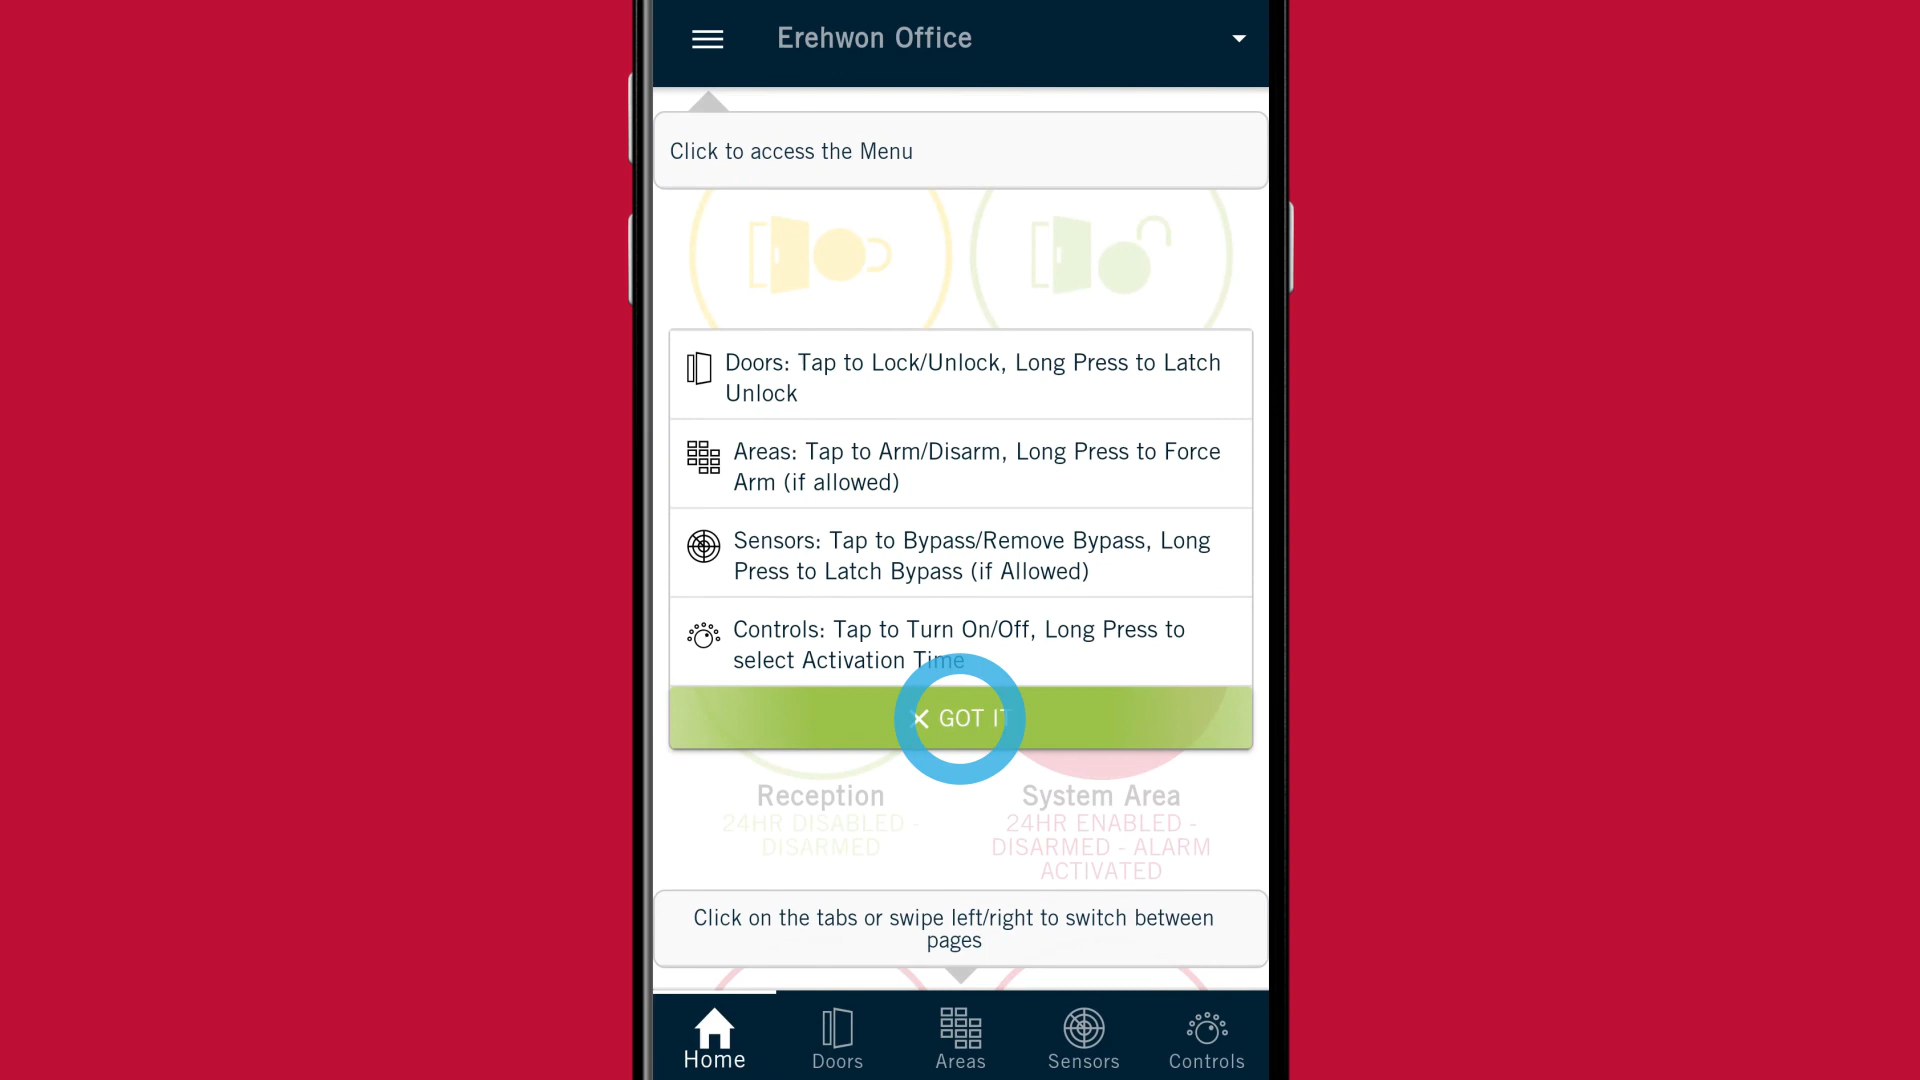 Erehwon Office
Click to access the Menu
Doors: Tap to Lock/Unlock, Long Press to Latch
Unlock
Areas: Tap to Arm/Disarm, Long Press to Force
Arm (if allowed)
Sensors: Tap to Bypass/Remove Bypass, Long
Press to Latch Bypass (if Allowed)
Controls: Tap to Turn On/Off, Long Press to
select Activation Time
GOT IT
Reception
24HR DISABLED -
DISARMED
System Area
24HR ENABLED -
DISARMED - ALARM
ACTIVATED
Click on the tabs or swipe left/right to switch between
pages
Home
Doors
Areas
Sensors
Controls